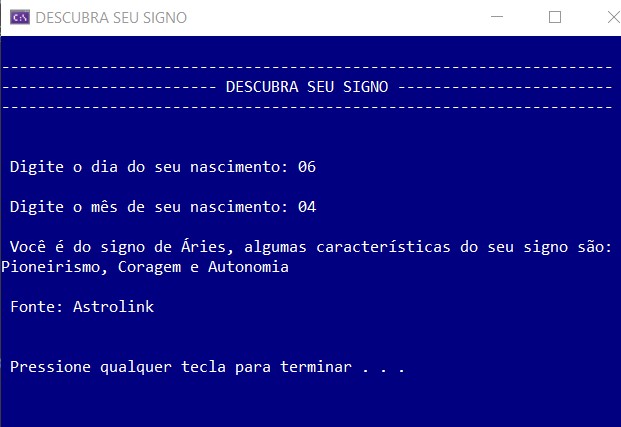 DESCUBRA SEU SIGNO
--------------------------------------------------------------------
------------------------ DESCUBRA SEU SIGNO ------------------------
--------------------------------------------------------------------
Digite o dia do seu nascimento: 06
Digite o mês de seu nascimento: 04
Você é do signo de Áries, algumas características do seu signo são:
Pioneirismo, Coragem e Autonomia
Fonte: Astrolink
Pressione qualquer tecla para terminar . . .